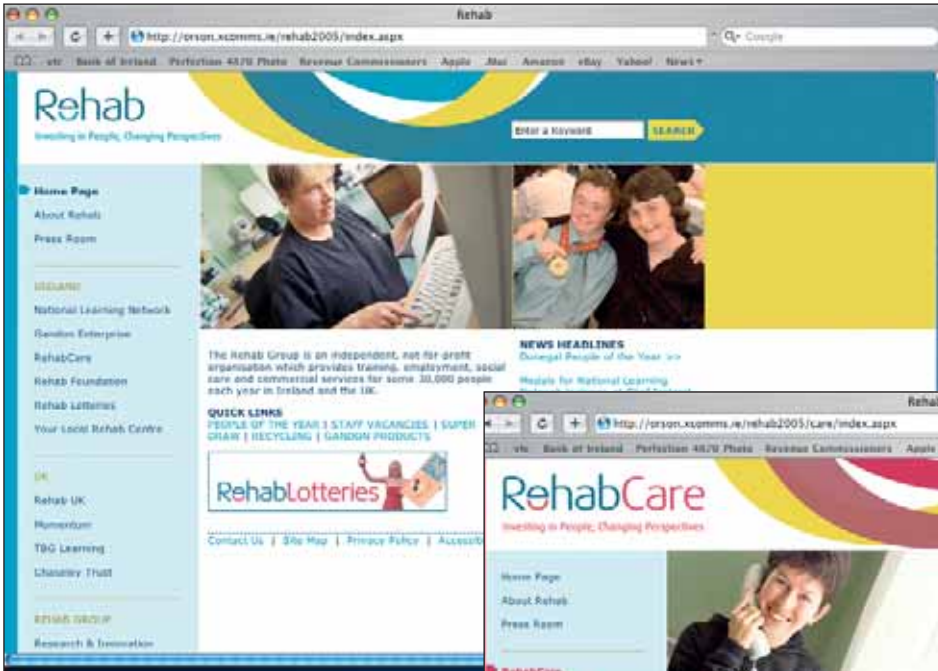 Rehab
http://orson.xcomms.ie/rehab2005/index.aspx
Google
vtc Bank of Ireland Perfection 4870 Photo Revenue Commissioners Apple .Mac Amazon eBay Yahoo! News
Rehab
Investing in People, Changing Perspectives
Enter a Keyword
SEARCH
Home Page
About Rehab
Press Room
IRELAND
National Learning Network
Gandon Enterprise
RehabCare
Rehab Foundation
Rehab Lotteries
Your Local Rehab Centre
UK
Rehab UK
Momentum
TBG Learning
Chaseley Trust
REHAB GROUP
Research & Innovation
The Rehab Group is an independent, not for profit
organisation which provides training, employment, social
care and commercial services for some 30,000 people
each year in Ireland and the UK.
QUICK LINKS
PEOPLE OF THE YEAR | STAFF VACANCIES | SUPER
DRAW | RECYCLING | GANDON PRODUCTS
RehabLotteries
Contact Us | Site Map | Privacy Policy |
NEWS HEADLINES
Donegal People of the Year >>
Medals for National Learning
Rehab
http://orson.xcomms.ie/rehab2005/care/index.aspx
vtc Bank of Ireland Perfection 4870 Photo Revenue Commissioners Apple
RehabCare
Investing in People, Changing Perspectives
Home Page
About Rehab
Press Room
RehabCare